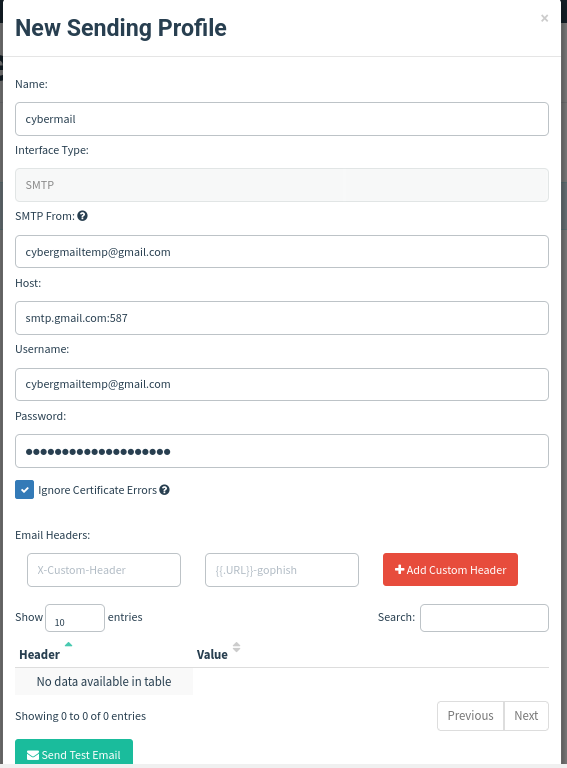 New Sending Profile
×
Name:
cybermail
Interface Type:
SMTP
SMTP From:
cybergmailtemp@gmail.com
Host:
smtp.gmail.com:587
Username:
cybergmailtemp@gmail.com
Password:
••••••••••••••••••••
Ignore Certificate Errors
Email Headers:
X-Custom-Header {{.URL}}-gophish + Add Custom Header
Show 10 entries Search:
Header Value
No data available in table
Showing 0 to 0 of 0 entries Previous Next
Send Test Email